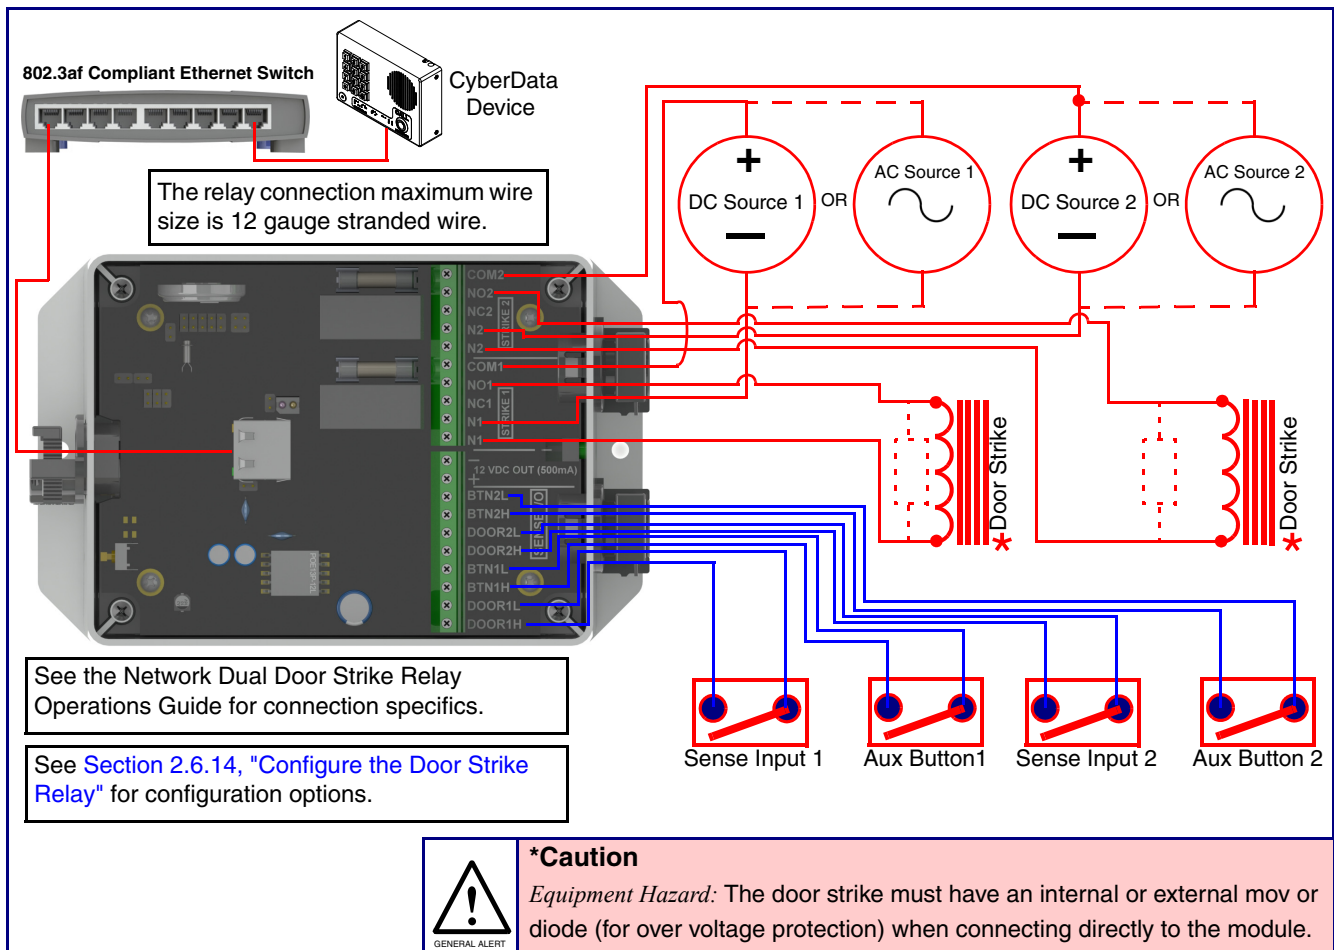 802.3af Compliant Ethernet Switch
CyberData
Device
The relay connection maximum wire
size is 12 gauge stranded wire.
+
DC Source 1
—
OR
AC Source 1
+
DC Source 2
—
OR
AC Source 2
COM2
NO2
NC2
N2
N2
STRIKE 2
COM1
NO1
NC1
N1
N1
STRIKE 1
−
+
12 VDC OUT (500mA)
BTN2L
BTN2H
DOOR2L
DOOR2H
BTN1L
BTN1H
DOOR1L
DOOR1H
SENSE I/O
POE13P-12L
*Door Strike
*Door Strike
Sense Input 1
Aux Button1
Sense Input 2
Aux Button 2
See the Network Dual Door Strike Relay
Operations Guide for connection specifics.
See Section 2.6.14, "Configure the Door Strike
Relay" for configuration options.
GENERAL ALERT
*Caution
Equipment Hazard: The door strike must have an internal or external mov or
diode (for over voltage protection) when connecting directly to the module.